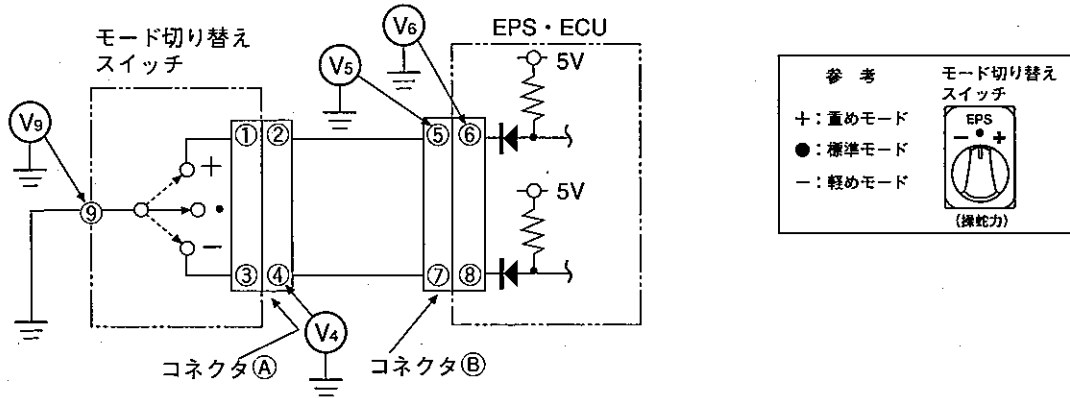 モード切り替え
スイッチ
V9
①
②
＋
⑨
●
−
③
④
V4
コネクタⒶ
コネクタⒷ
V5
V6
⑤
⑥
⑦
⑧
EPS・ECU
5V
5V
参 考
＋：重めモード
●：標準モード
−：軽めモード
モード切り替え
スイッチ
EPS
− ● ＋
(操舵力)